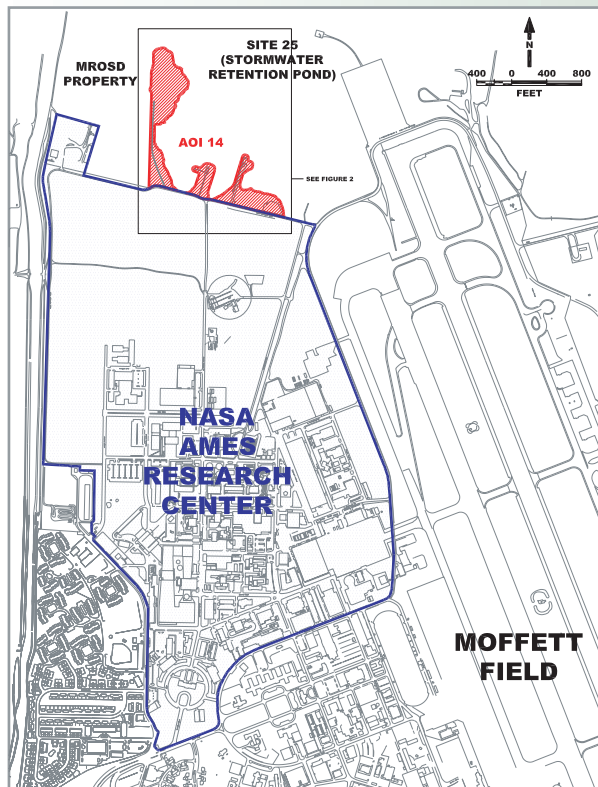 MROSD
PROPERTY
SITE 25
(STORMWATER
RETENTION POND)
N
400 0 400 800
FEET
AOI 14
SEE FIGURE 2
NASA
AMES
RESEARCH
CENTER
MOFFETT
FIELD